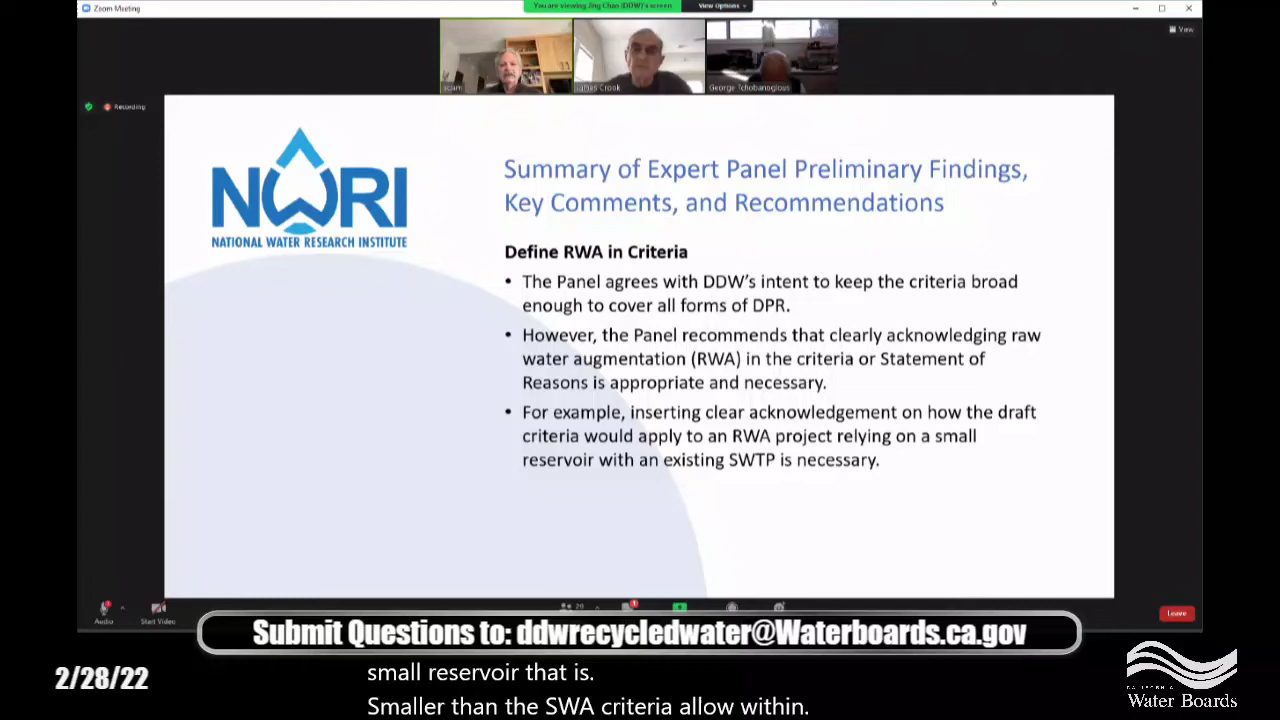 Zoom Meeting
You are viewing Jing Chao (DDW)'s screen
View Options
View
James Crook
George Tchobanoglous
Recording
NWRI
NATIONAL WATER RESEARCH INSTITUTE
Summary of Expert Panel Preliminary Findings,
Key Comments, and Recommendations
Define RWA in Criteria
• The Panel agrees with DDW's intent to keep the criteria broad
enough to cover all forms of DPR.
• However, the Panel recommends that clearly acknowledging raw
water augmentation (RWA) in the criteria or Statement of
Reasons is appropriate and necessary.
• For example, inserting clear acknowledgement on how the draft
criteria would apply to an RWA project relying on a small
reservoir with an existing SWTP is necessary.
Audio
Start Video
Leave
Submit Questions to: ddwrecycledwater@Waterboards.ca.gov
2/28/22
small reservoir that is.
Smaller than the SWA criteria allow within.
CALIFORNIA
Water Boards